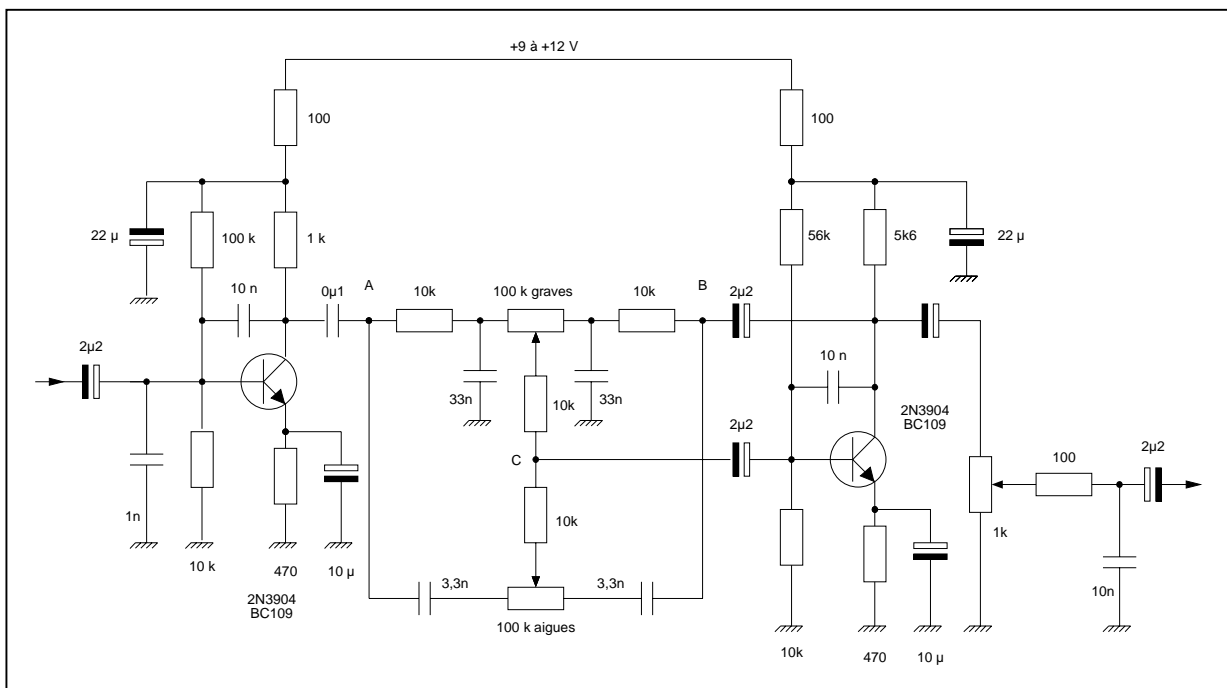 +9 à +12 V
100
100
22 µ
100 k
1 k
56k
5k6
22 µ
10 n
0µ1
A
10k
100 k graves
10k
B
2µ2
2µ2
10 n
33n
10k
33n
2N3904
BC109
2µ2
C
100
2µ2
1n
10k
1k
10 k
470
10 µ
3,3n
3,3n
10n
2N3904
BC109
100 k aigues
10k
470
10 µ